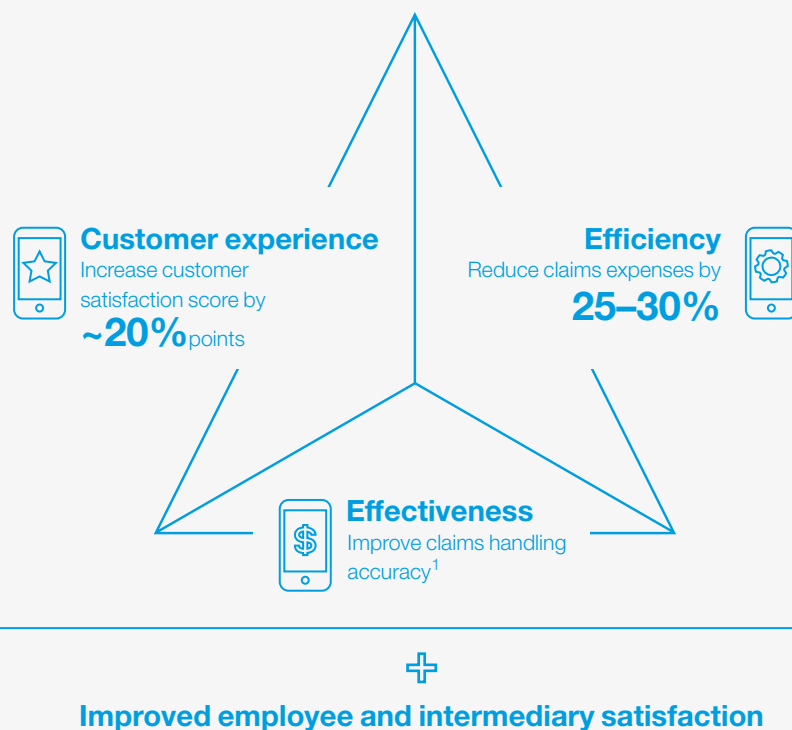 Customer experience
Increase customer
satisfaction score by
~20% points
Efficiency
Reduce claims expenses by
25–30%
Effectiveness
Improve claims handling
accuracy1
Improved employee and intermediary satisfaction